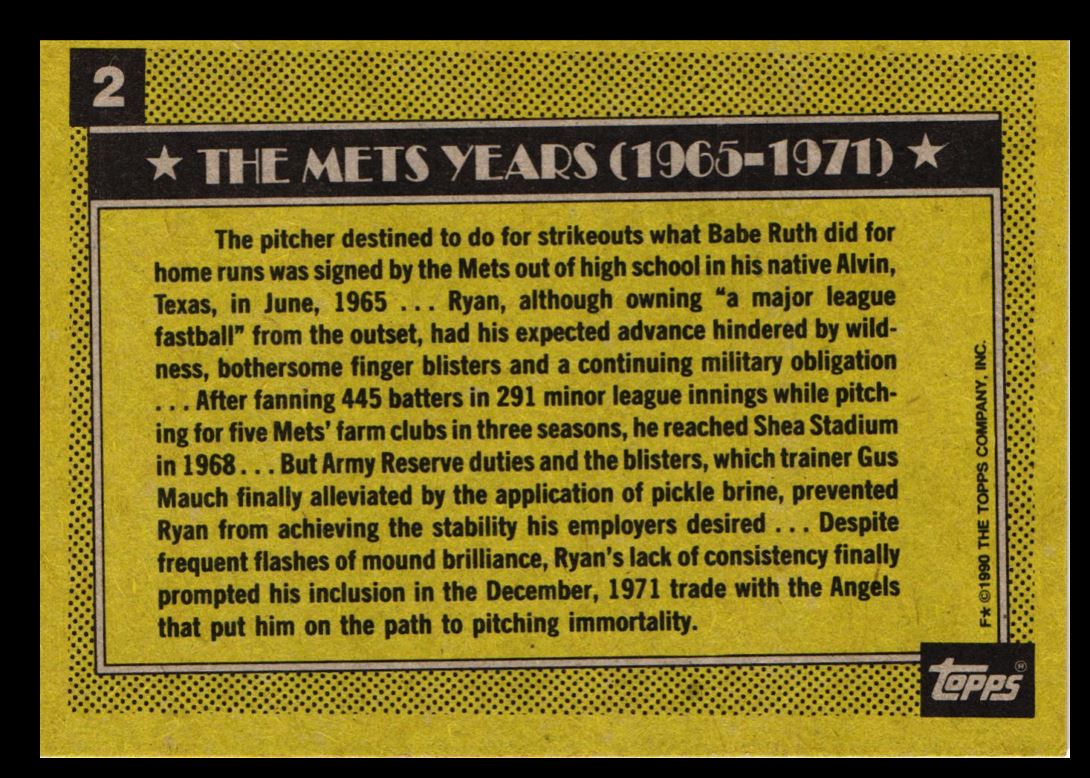 2
★ THE METS YEARS (1965-1971) ★
The pitcher destined to do for strikeouts what Babe Ruth did for
home runs was signed by the Mets out of high school in his native Alvin,
Texas, in June, 1965 ... Ryan, although owning "a major league
fastball" from the outset, had his expected advance hindered by wild-
ness, bothersome finger blisters and a continuing military obligation
... After fanning 445 batters in 291 minor league innings while pitch-
ing for five Mets' farm clubs in three seasons, he reached Shea Stadium
in 1968 ... But Army Reserve duties and the blisters, which trainer Gus
Mauch finally alleviated by the application of pickle brine, prevented
Ryan from achieving the stability his employers desired ... Despite
frequent flashes of mound brilliance, Ryan's lack of consistency finally
prompted his inclusion in the December, 1971 trade with the Angels
that put him on the path to pitching immortality.
F★ ©1990 THE TOPPS COMPANY, INC.
topps®